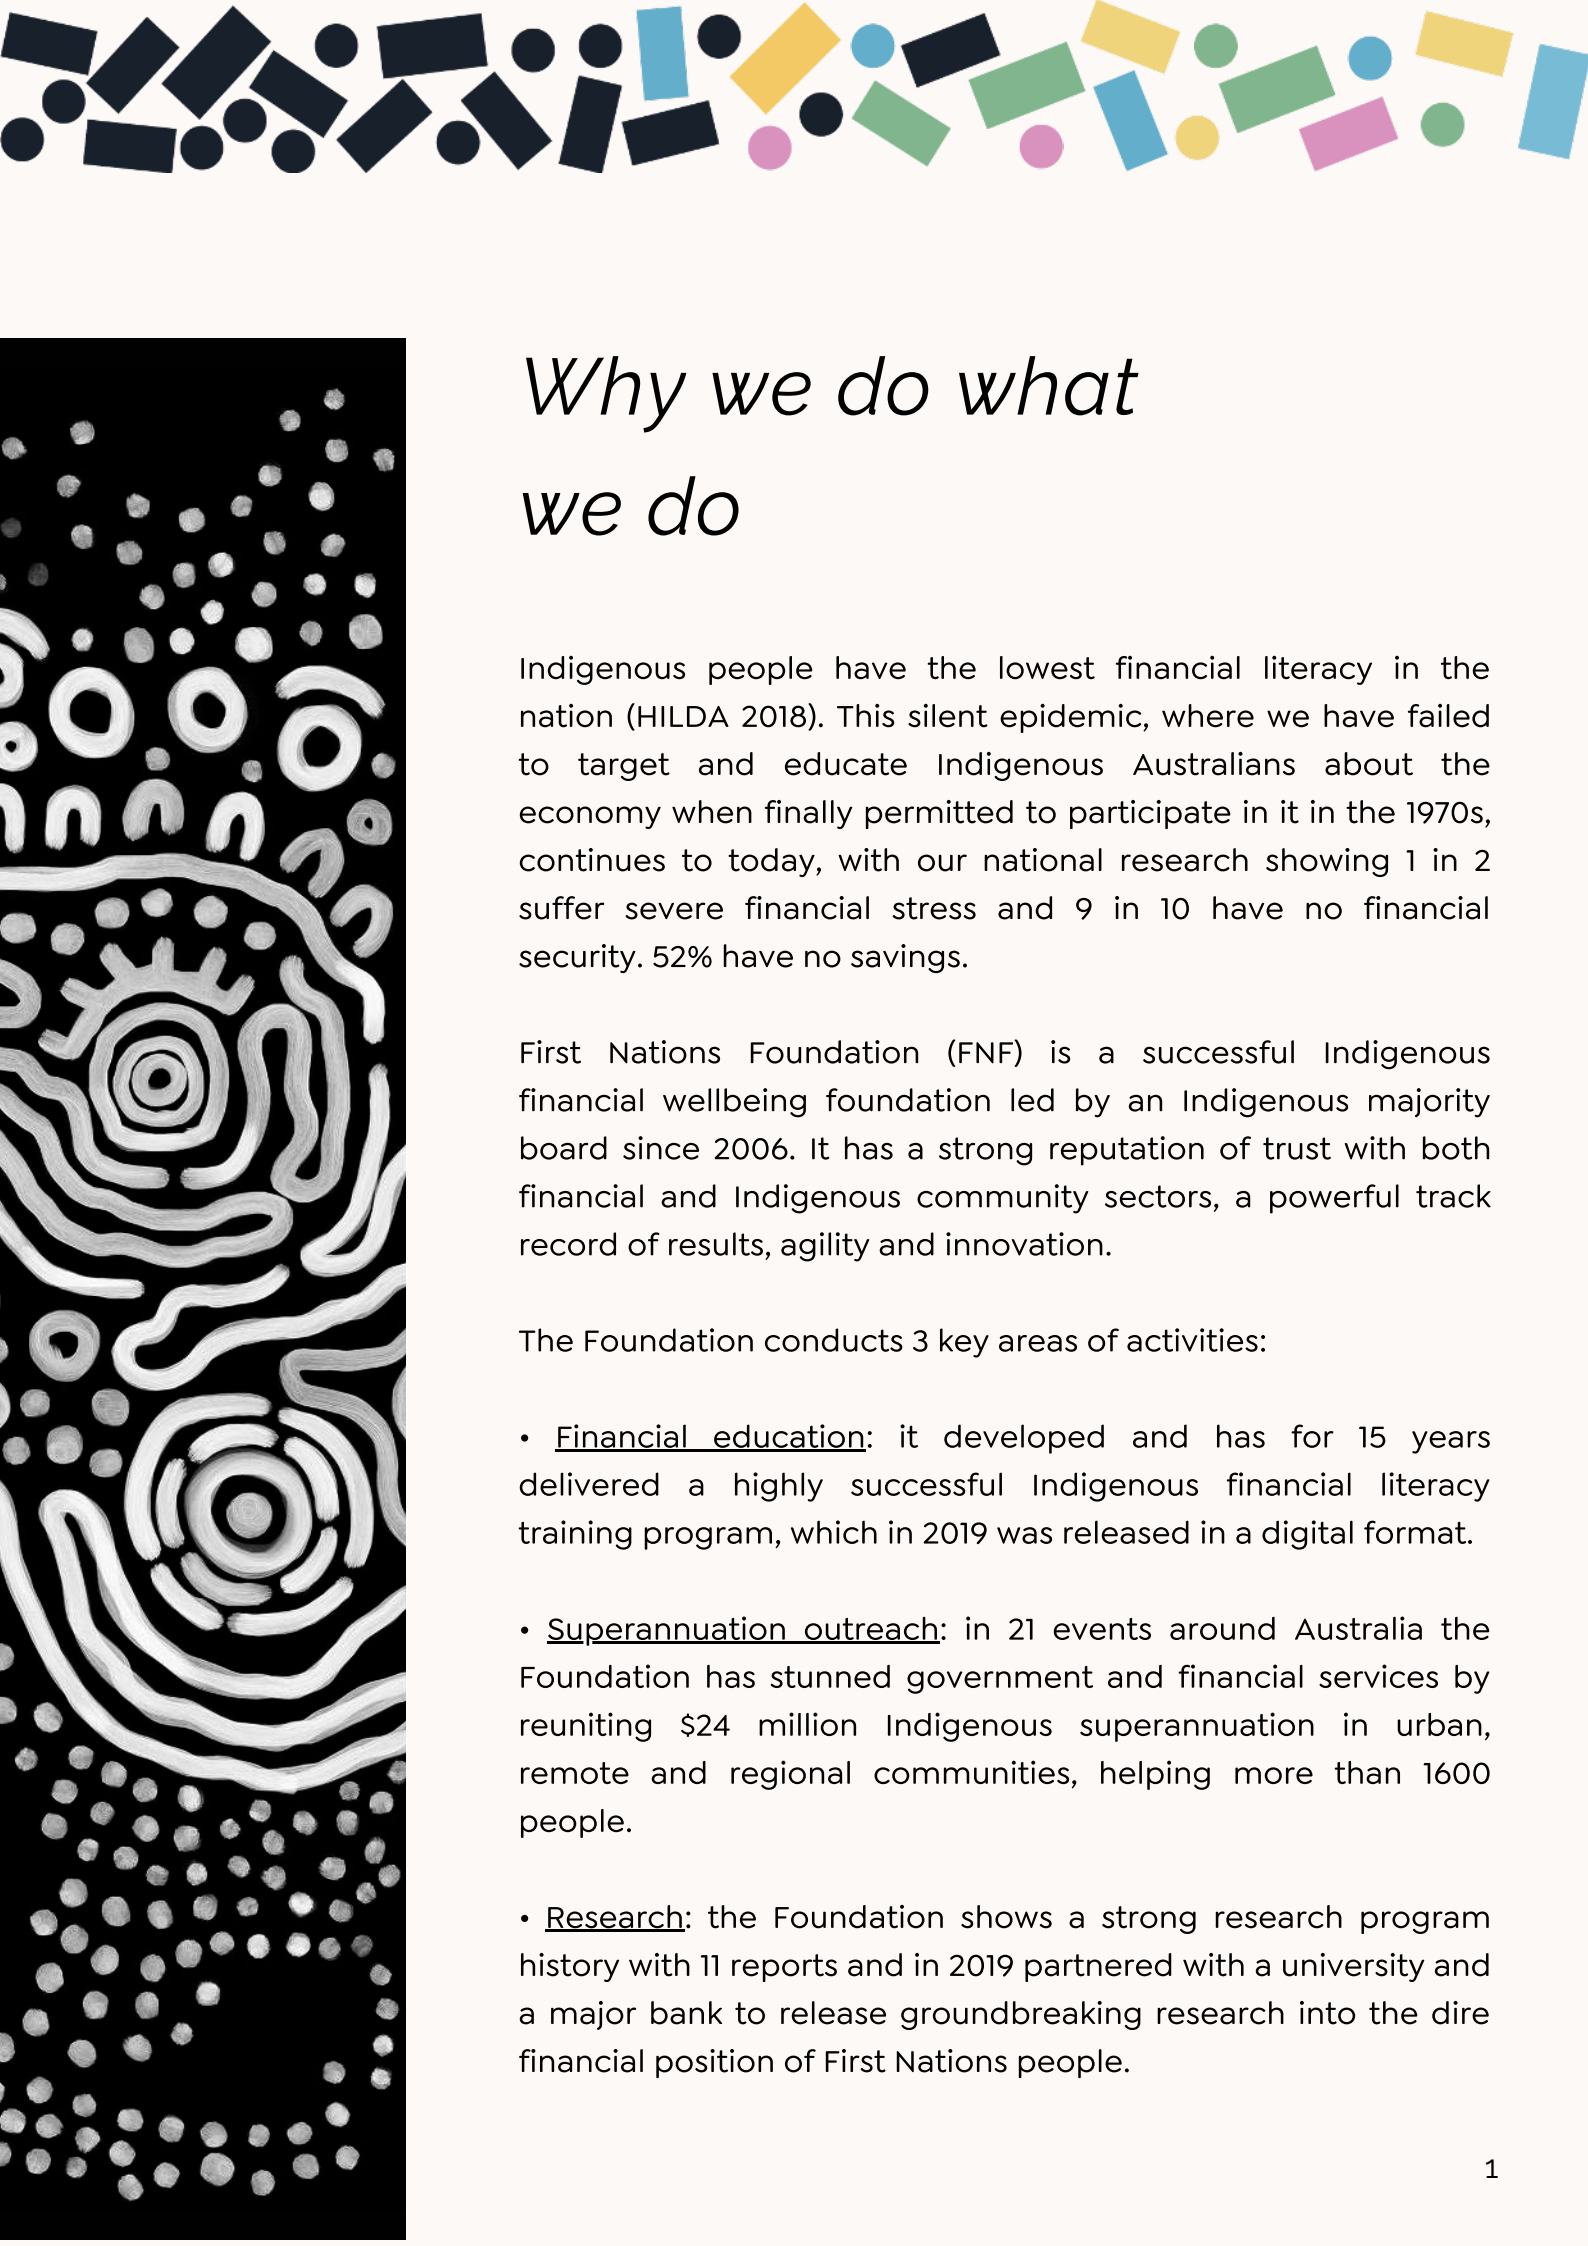 Why we do what
we do
Indigenous people have the lowest financial literacy in the
nation (HILDA 2018). This silent epidemic, where we have failed
to target and educate Indigenous Australians about the
economy when finally permitted to participate in it in the 1970s,
continues to today, with our national research showing 1 in 2
suffer severe financial stress and 9 in 10 have no financial
security. 52% have no savings.
First Nations Foundation (FNF) is a successful Indigenous
financial wellbeing foundation led by an Indigenous majority
board since 2006. It has a strong reputation of trust with both
financial and Indigenous community sectors, a powerful track
record of results, agility and innovation.
The Foundation conducts 3 key areas of activities:
• Financial education: it developed and has for 15 years
delivered a highly successful Indigenous financial literacy
training program, which in 2019 was released in a digital format.
• Superannuation outreach: in 21 events around Australia the
Foundation has stunned government and financial services by
reuniting $24 million Indigenous superannuation in urban,
remote and regional communities, helping more than 1600
people.
• Research: the Foundation shows a strong research program
history with 11 reports and in 2019 partnered with a university and
a major bank to release groundbreaking research into the dire
financial position of First Nations people.
1